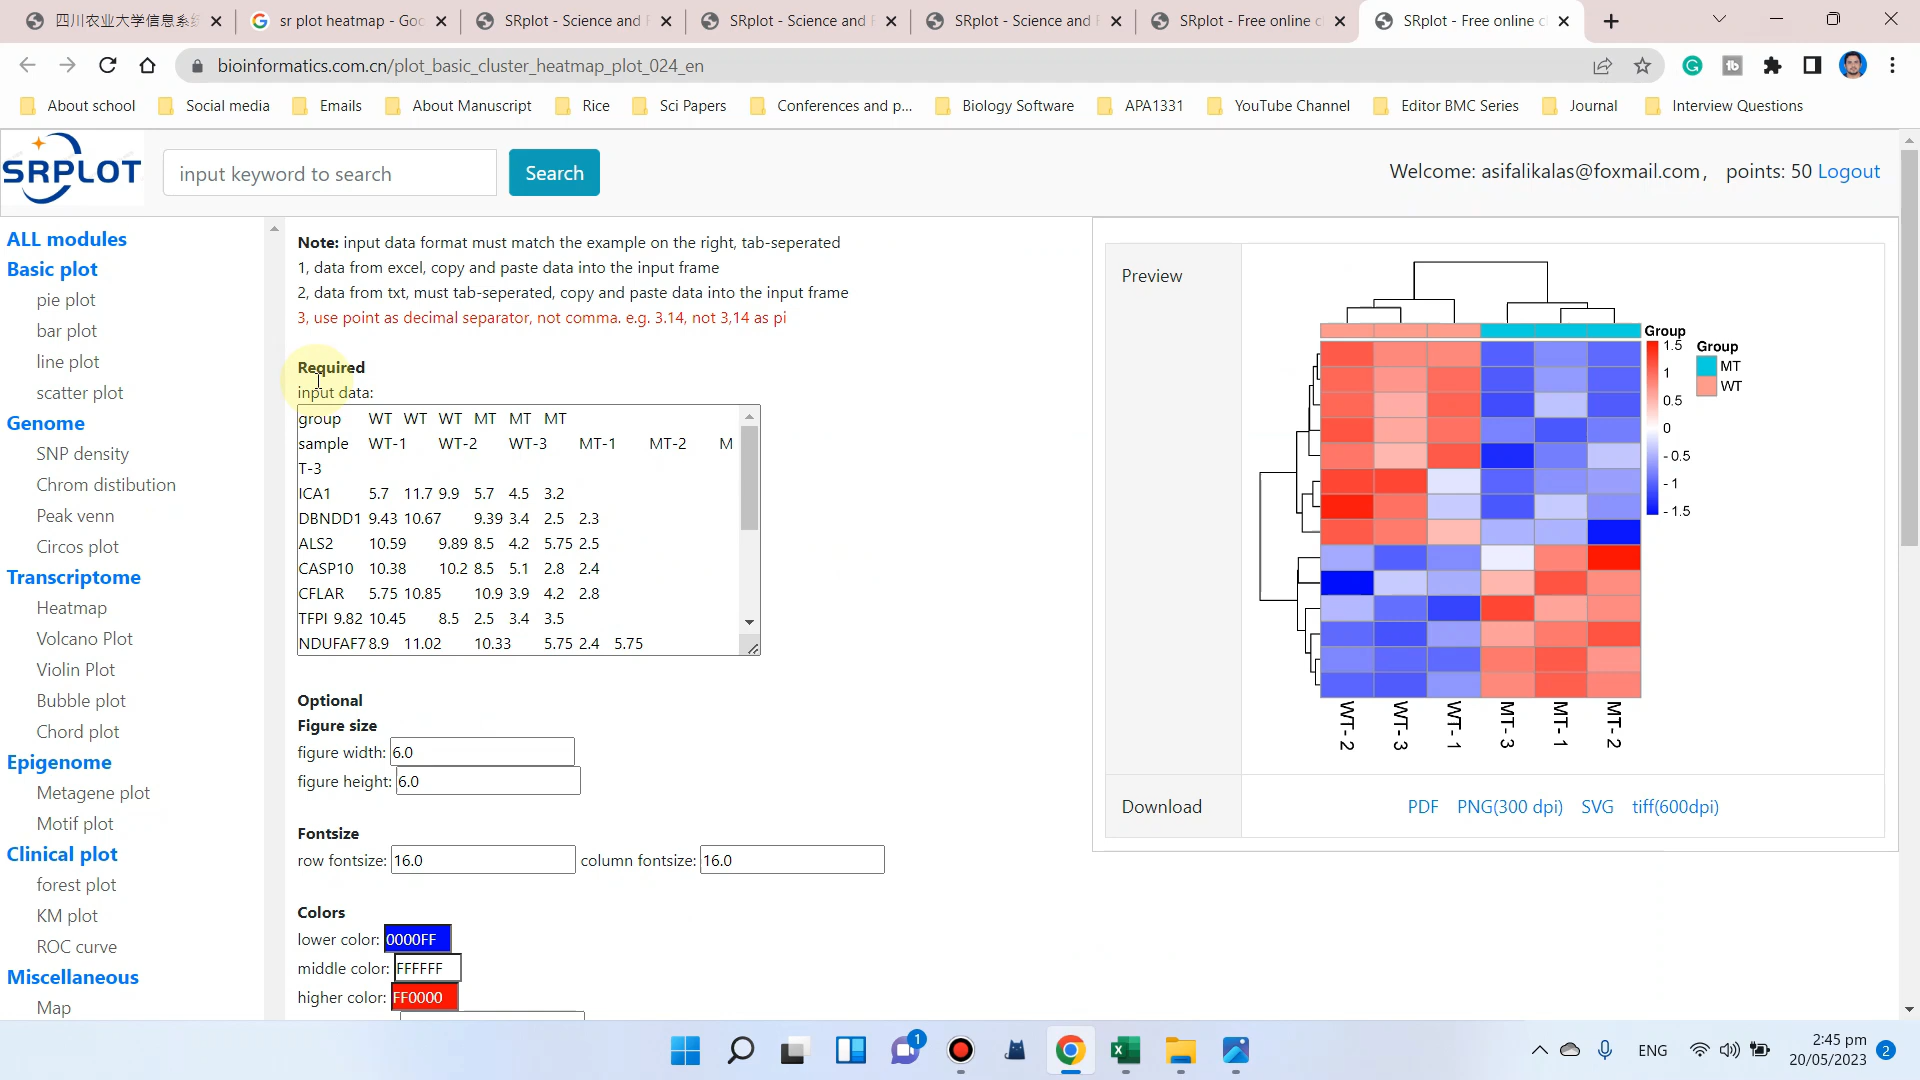 四川农业大学信息系统
sr plot heatmap - Goo
SRplot - Science and R
SRplot - Science and R
SRplot - Science and R
SRplot - Free online c
SRplot - Free online c
bioinformatics.com.cn/plot_basic_cluster_heatmap_plot_024_en
About school
Social media
Emails
About Manuscript
Rice
Sci Papers
Conferences and p...
Biology Software
APA1331
YouTube Channel
Editor BMC Series
Journal
Interview Questions
SRPLOT
input keyword to search
Search
Welcome: asifalikalas@foxmail.com, points: 50 Logout
ALL modules
Basic plot
pie plot
bar plot
line plot
scatter plot
Genome
SNP density
Chrom distibution
Peak venn
Circos plot
Transcriptome
Heatmap
Volcano Plot
Violin Plot
Bubble plot
Chord plot
Epigenome
Metagene plot
Motif plot
Clinical plot
forest plot
KM plot
ROC curve
Miscellaneous
Map
Note: input data format must match the example on the right, tab-seperated
1, data from excel, copy and paste data into the input frame
2, data from txt, must tab-seperated, copy and paste data into the input frame
3, use point as decimal separator, not comma. e.g. 3.14, not 3,14 as pi
Required
input data:
group WT WT WT MT MT MT
sample WT-1 WT-2 WT-3 MT-1 MT-2 M
T-3
ICA1 5.7 11.7 9.9 5.7 4.5 3.2
DBNDD1 9.43 10.67 9.39 3.4 2.5 2.3
ALS2 10.59 9.89 8.5 4.2 5.75 2.5
CASP10 10.38 10.2 8.5 5.1 2.8 2.4
CFLAR 5.75 10.85 10.9 3.9 4.2 2.8
TFPI 9.82 10.45 8.5 2.5 3.4 3.5
NDUFAF7 8.9 11.02 10.33 5.75 2.4 5.75
Optional
Figure size
figure width: 6.0
figure height: 6.0
Fontsize
row fontsize: 16.0 column fontsize: 16.0
Colors
lower color: 0000FF
middle color: FFFFFF
higher color: FF0000
Preview
Group
1.5
1
0.5
0
-0.5
-1
-1.5
Group
MT
WT
WT-2
WT-3
WT-1
MT-3
MT-1
MT-2
Download
PDF PNG(300 dpi) SVG tiff(600dpi)
1
ENG
2:45 pm
20/05/2023
2